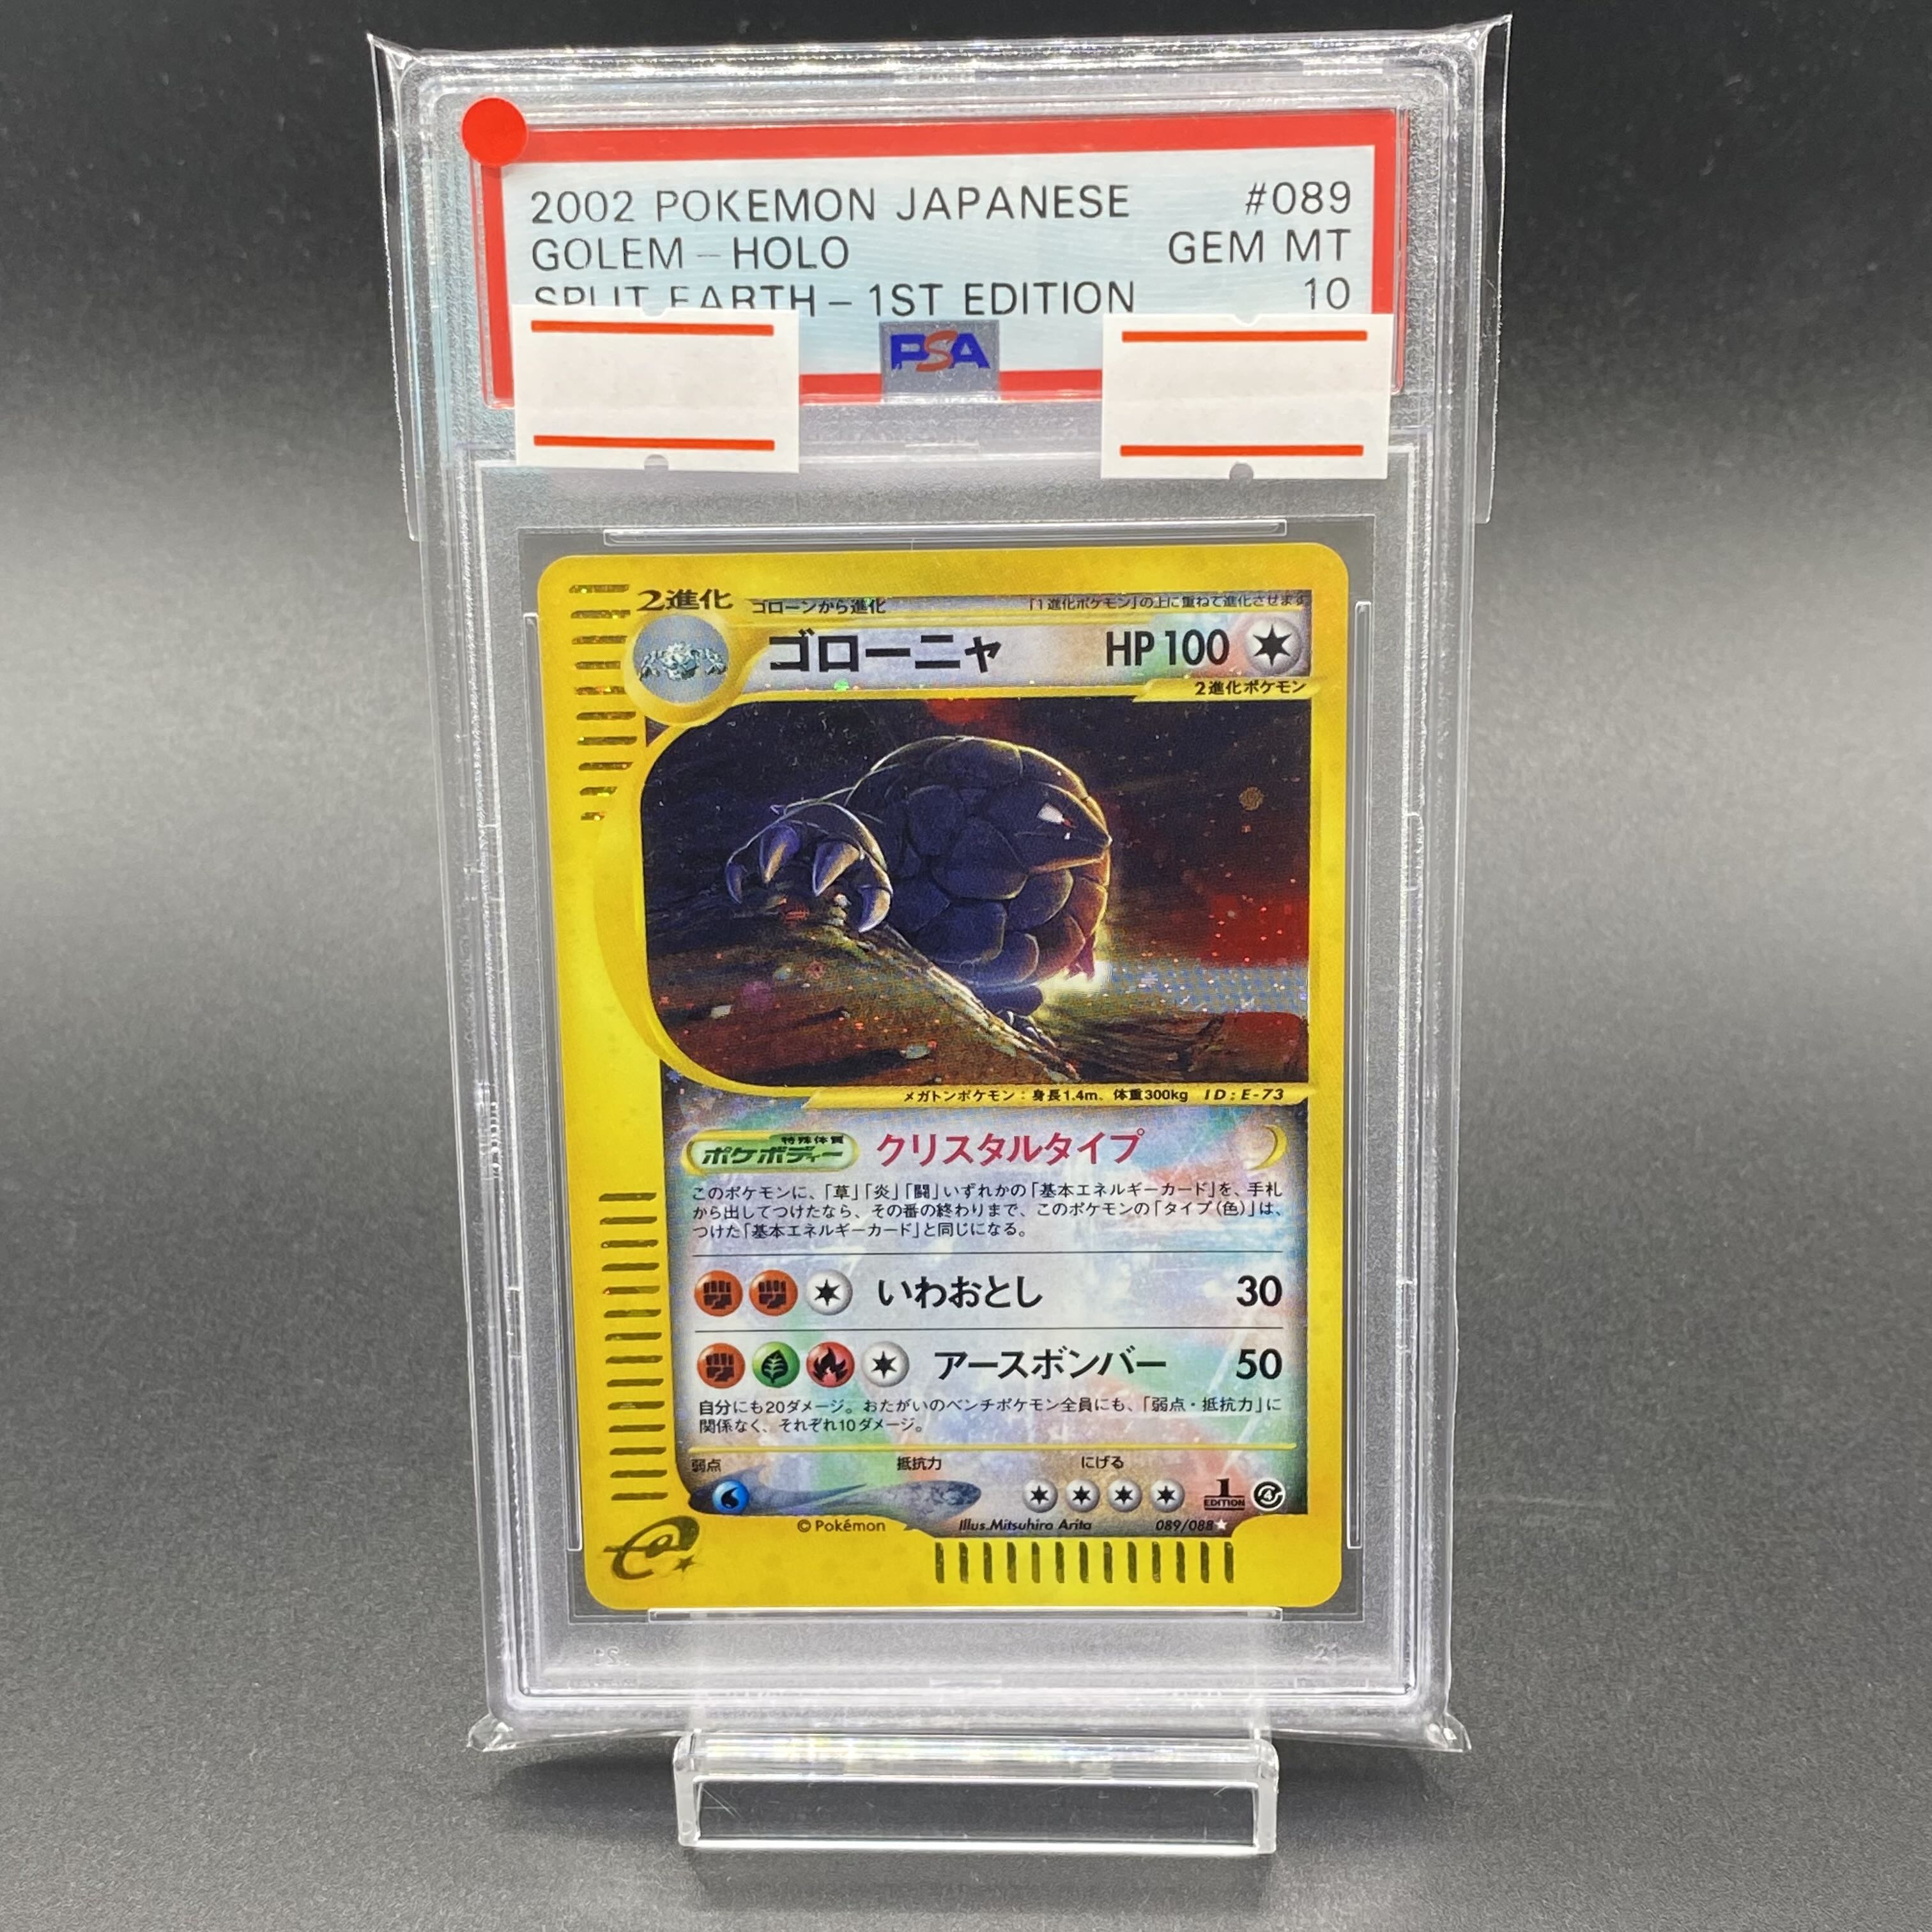 2002 POKEMON JAPANESE #089
GOLEM - HOLO GEM MT
SPLIT EARTH - 1ST EDITION 10
PSA
2進化 ゴローンから進化 「1進化ポケモン」の上に重ねて進化させます
ゴローニャ HP100
2進化ポケモン
メガトンポケモン：身長1.4m、体重300kg ID:E-73
特殊体質
ポケボディー クリスタルタイプ
このポケモンに、「草」「炎」「闘」いずれかの「基本エネルギーカード」を、手札
から出してつけたなら、その番の終わりまで、このポケモンの「タイプ（色）」は、
つけた「基本エネルギーカード」と同じになる。
いわおとし 30
アースボンバー 50
自分にも20ダメージ。おたがいのベンチポケモン全員にも、「弱点・抵抗力」に
関係なく、それぞれ10ダメージ。
弱点 抵抗力 にげる
1 EDITION 4
© Pokémon Illus.Mitsuhiro Arita 089/088★
e